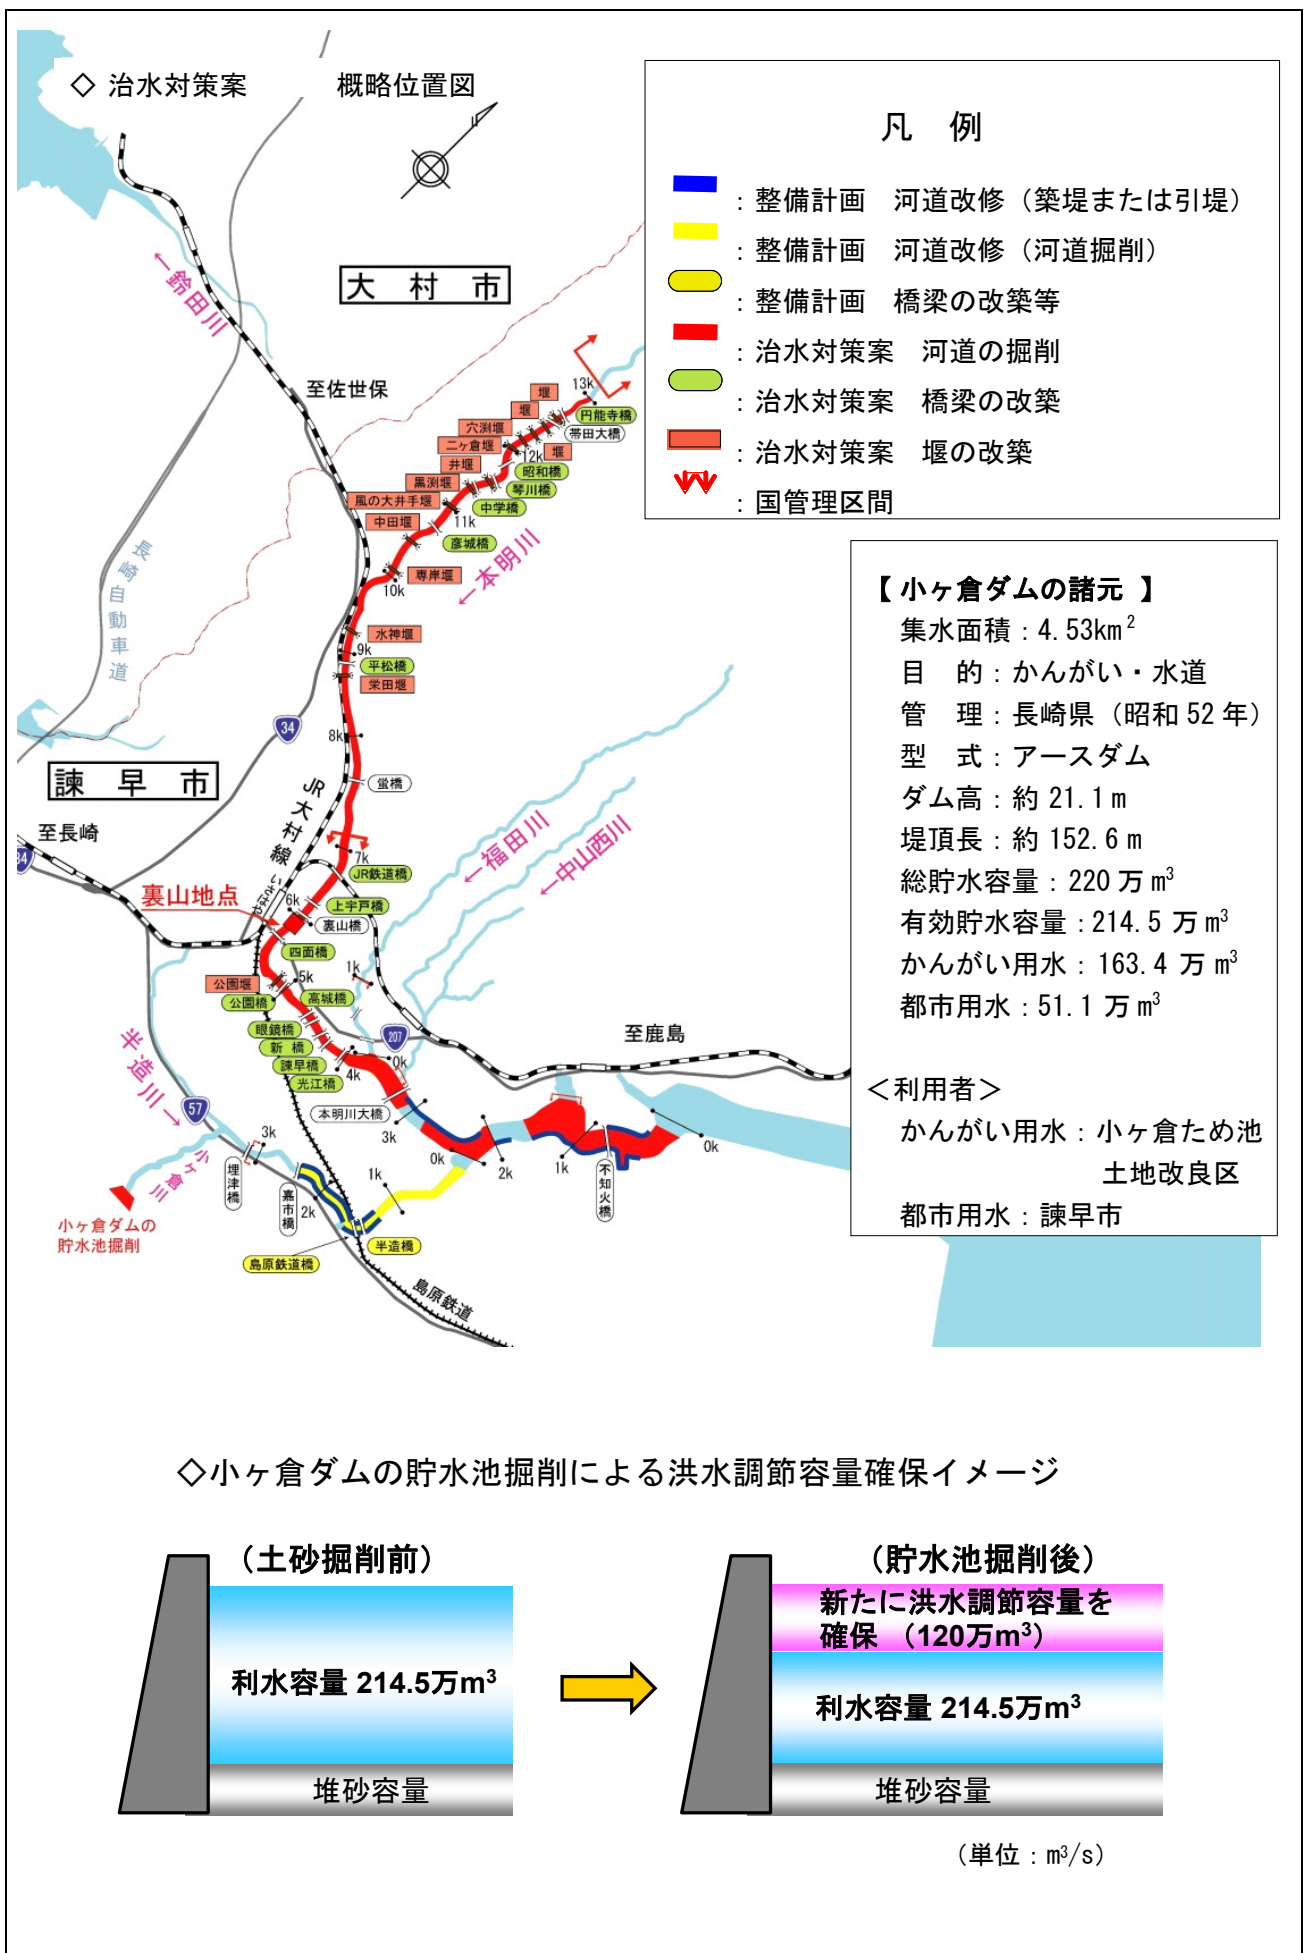 ◇ 治水対策案　　概略位置図
凡　例
：整備計画　河道改修（築堤または引堤）
：整備計画　河道改修（河道掘削）
：整備計画　橋梁の改築等
：治水対策案　河道の掘削
：治水対策案　橋梁の改築
：治水対策案　堰の改築
：国管理区間
←鈴田川
大　村　市
至佐世保
13k
堰
円能寺橋
堰
帯田大橋
穴渕堰
二ヶ倉堰
12k
堰
井堰
昭和橋
黒渕堰
琴川橋
風の大井手堰
中学橋
11k
中田堰
彦城橋
←本明川
専岸堰
10k
長崎自動車道
水神堰
9k
平松橋
栄田堰
34
8k
諫　早　市
蛍橋
JR大村線
至長崎
34
←福田川
←中山西川
7k
JR鉄道橋
いさはや
裏山地点
6k
上宇戸橋
裏山橋
四面橋
1k
5k
公園堰
公園橋
高城橋
眼鏡橋
207
至鹿島
新　橋
諫早橋
4k
0k
光江橋
半造川→
57
本明川大橋
3k
3k
0k
2k
1k
0k
小ヶ倉川
埋津橋
嘉市橋
2k
1k
不知火橋
小ヶ倉ダムの
貯水池掘削
半造橋
島原鉄道橋
島原鉄道
【 小ヶ倉ダムの諸元 】
集水面積：4.53km²
目　的：かんがい・水道
管　理：長崎県（昭和 52 年）
型　式：アースダム
ダム高：約 21.1m
堤頂長：約 152.6 m
総貯水容量：220 万 m³
有効貯水容量：214.5 万 m³
かんがい用水：163.4 万 m³
都市用水：51.1 万 m³
＜利用者＞
かんがい用水：小ヶ倉ため池
土地改良区
都市用水：諫早市
◇小ヶ倉ダムの貯水池掘削による洪水調節容量確保イメージ
（土砂掘削前）
利水容量 214.5万m³
堆砂容量
（貯水池掘削後）
新たに洪水調節容量を
確保 （120万m³）
利水容量 214.5万m³
堆砂容量
（単位：m³/s）